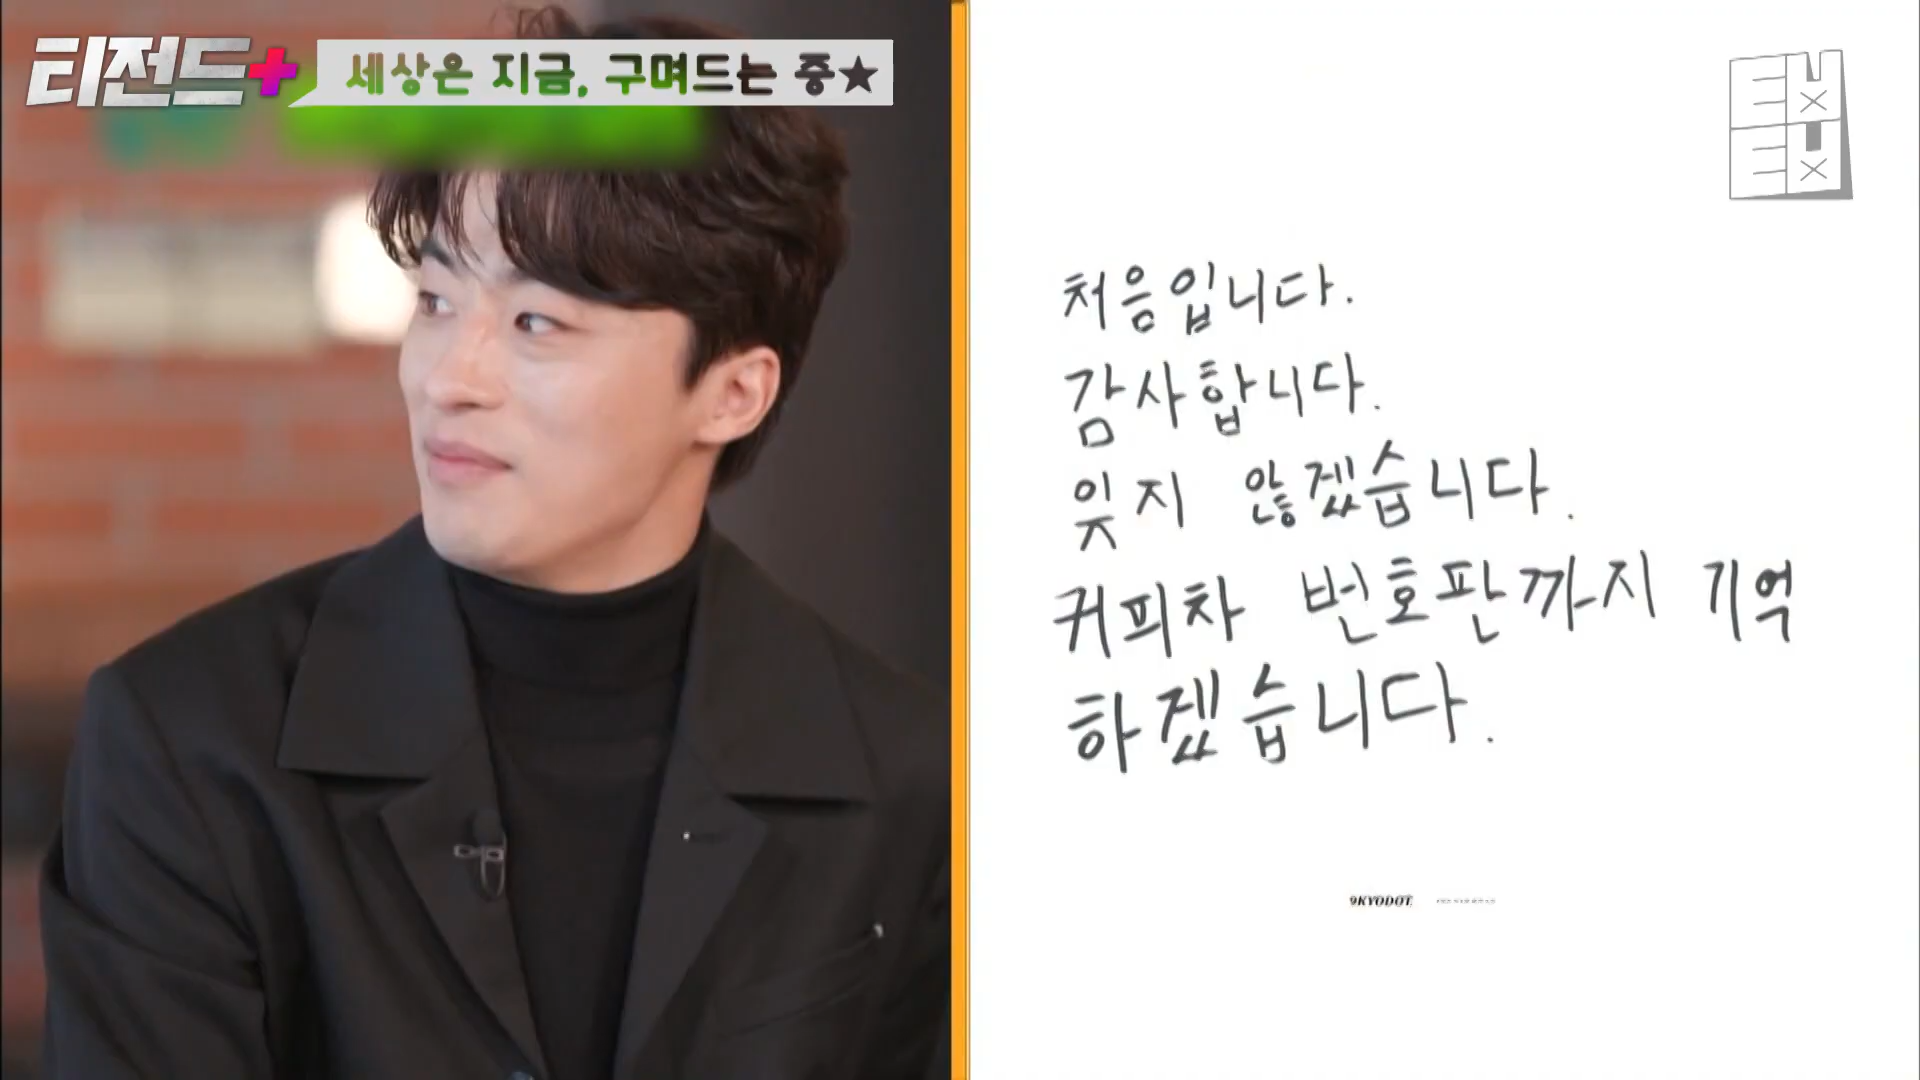 티전드+
세상은 지금, 구며드는 중★
처음입니다.
감사합니다.
잊지 않겠습니다.
커피차 번호판까지 기억
하겠습니다.
9KYODOT